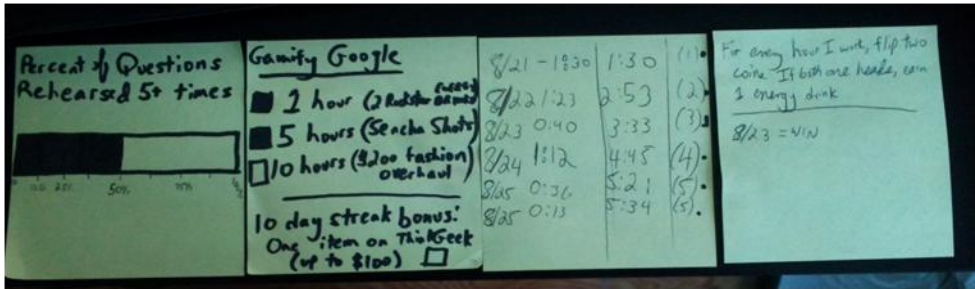 Percent of Questions
Rehearsed 5+ times
25%
50%
75%
Gamify Google
1 hour (2 Rockstar Energy Drinks)
5 hours (Sencha Shots)
10 hours ($200 fashion
overhaul)
10 day streak bonus:
One item on ThinkGeek
(up to $100)
8/21 - 1:30 1:30 (1).
8/22 1:23 2:53 (2).
8/23 0:40 3:33 (3).
8/24 1:12 4:45 (4).
8/25 0:36 5:21 (5).
8/25 0:13 5:34 (5).
For every hour I work, flip two
coins. If both are heads, earn
1 energy drink
8/23 = WIN